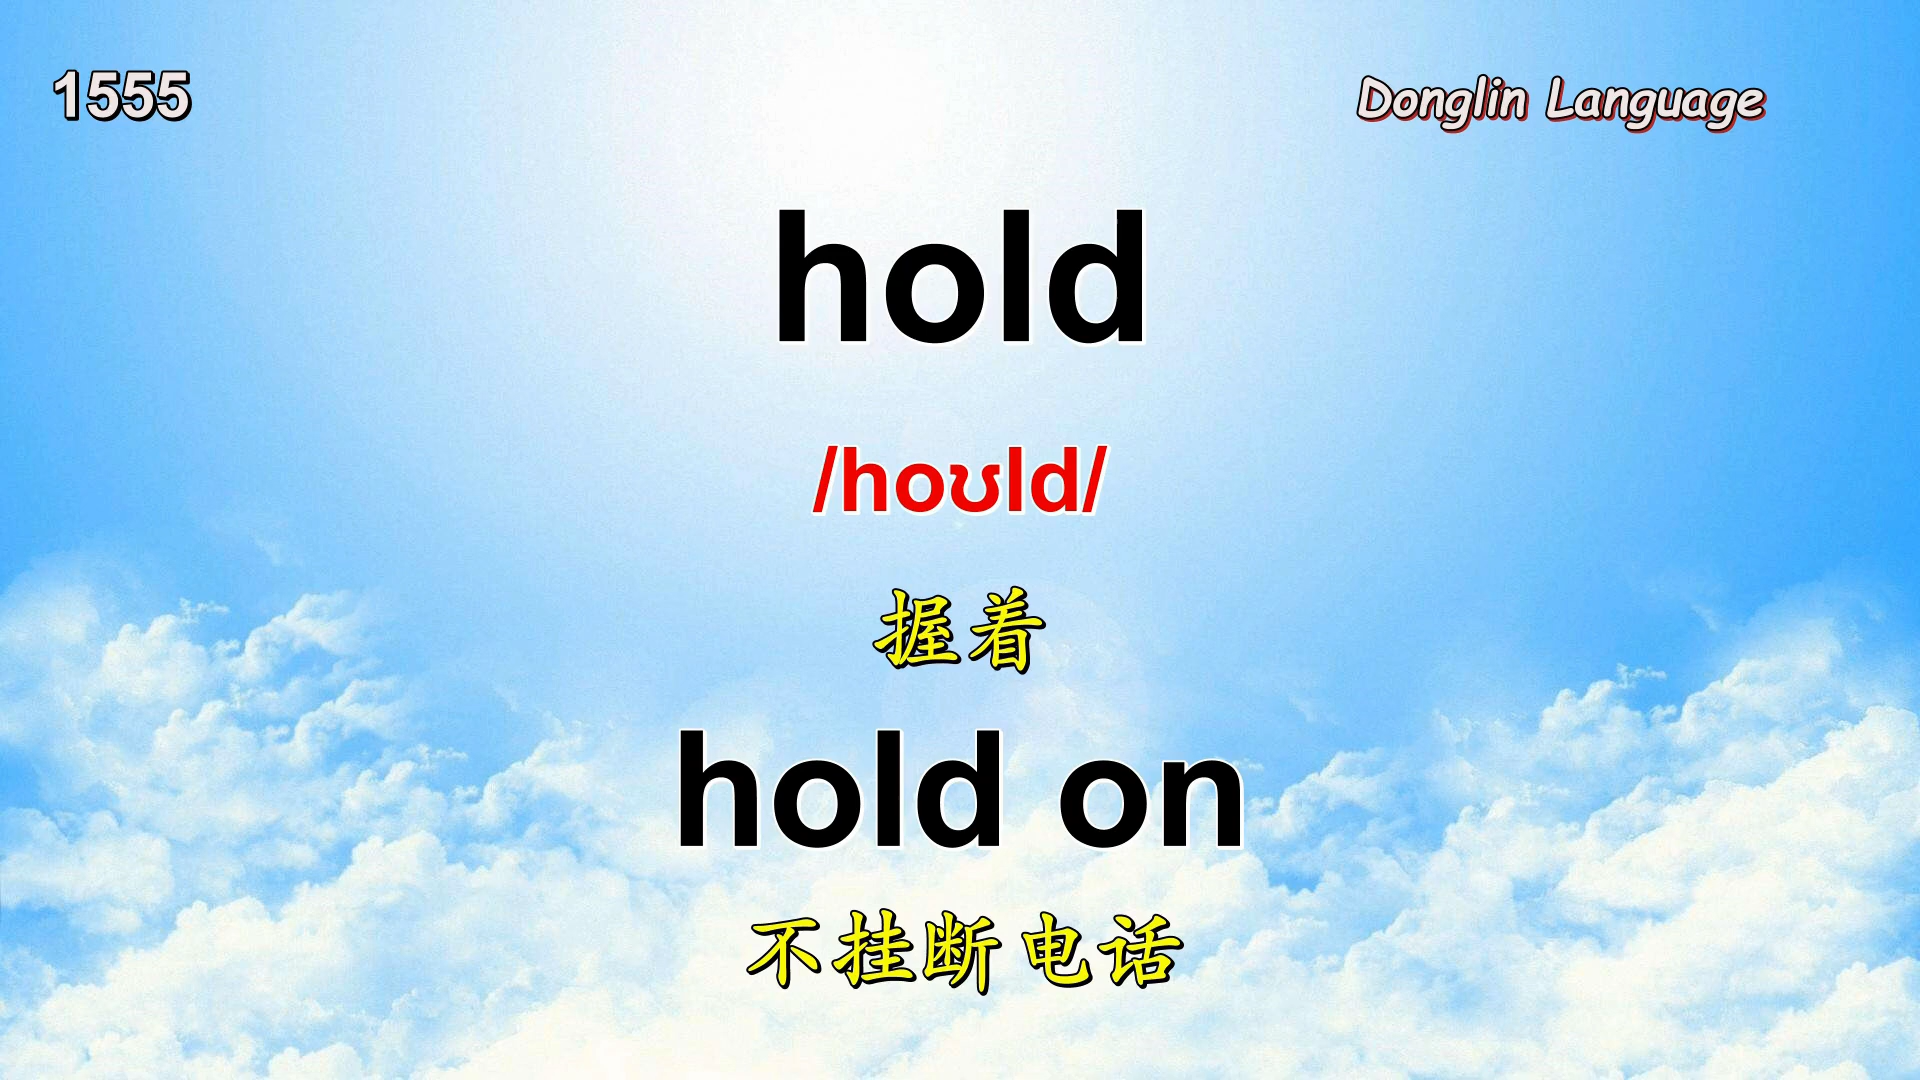 1555
Donglin Language
hold
/hoʊld/
握着
hold on
不挂断电话